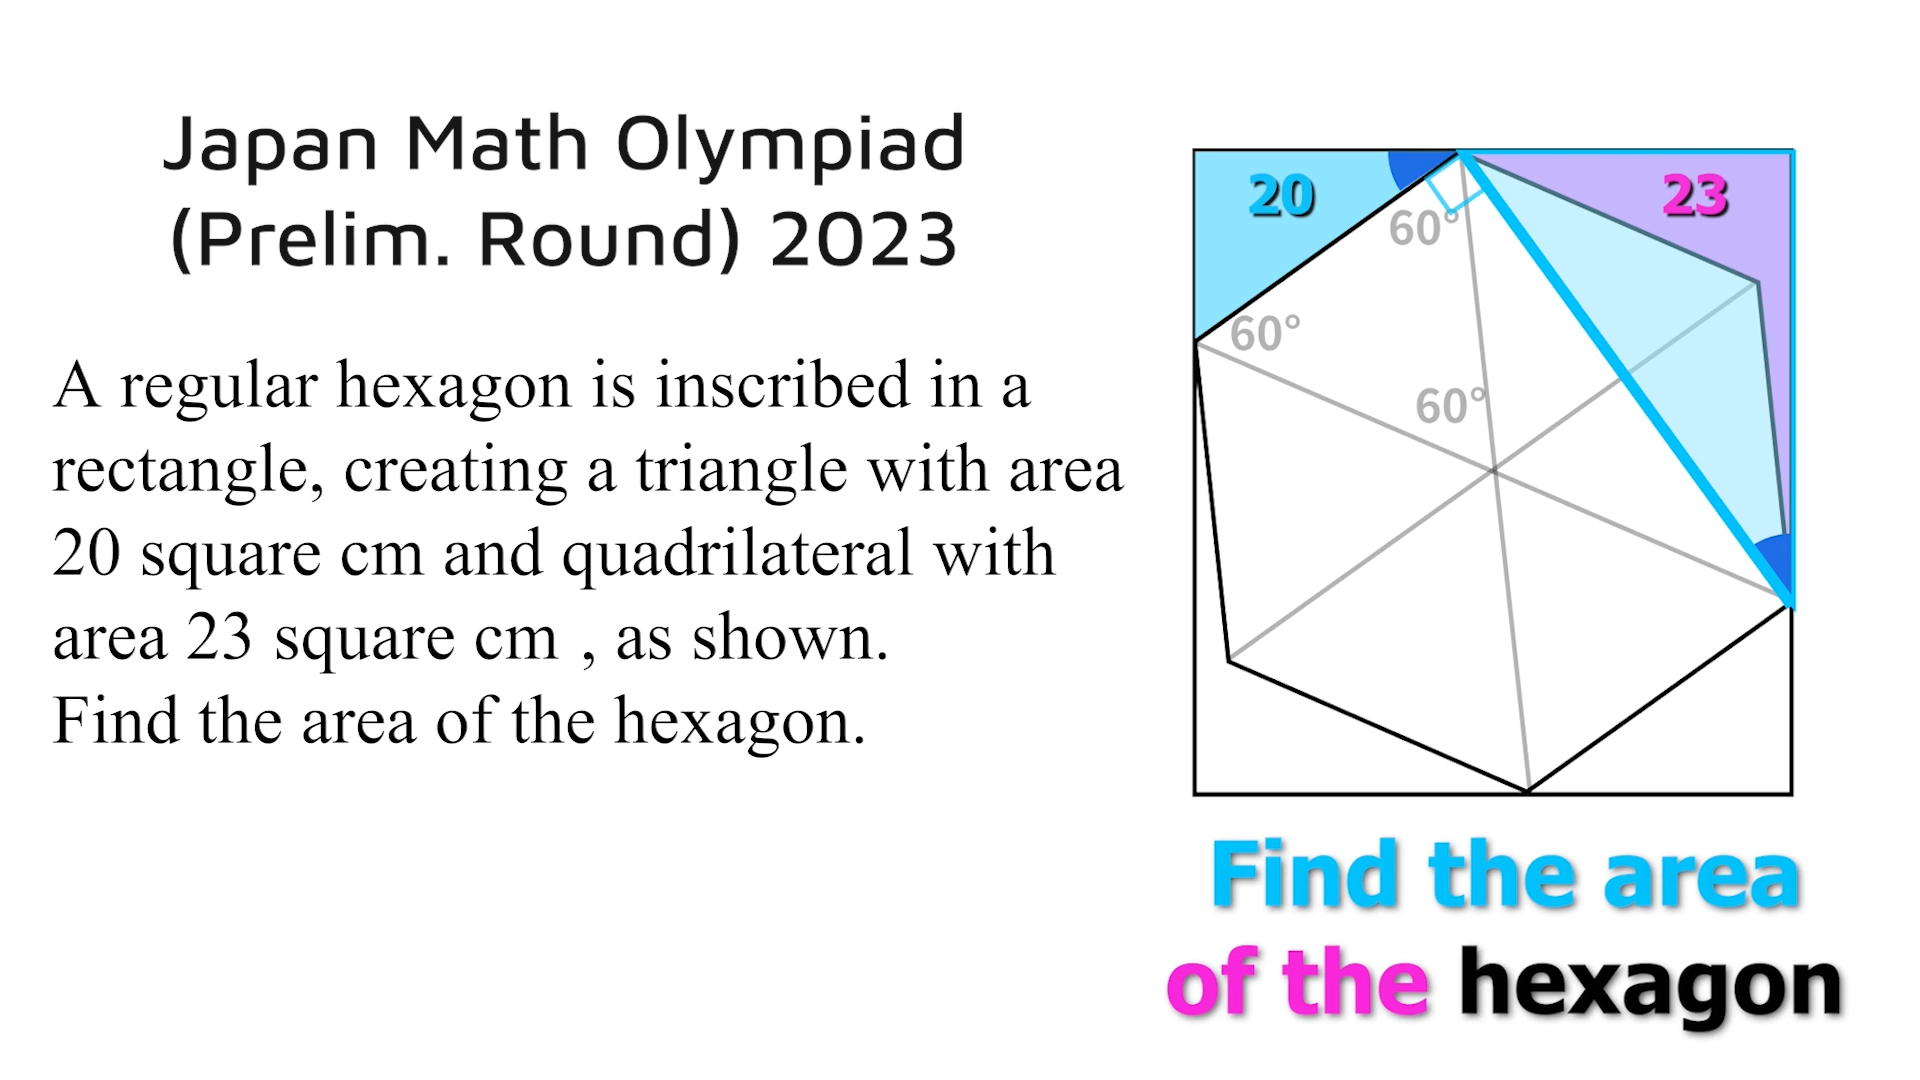 Japan Math Olympiad
(Prelim. Round) 2023
A regular hexagon is inscribed in a
rectangle, creating a triangle with area
20 square cm and quadrilateral with
area 23 square cm , as shown.
Find the area of the hexagon.
20
23
60°
60°
60°
Find the area
of the hexagon